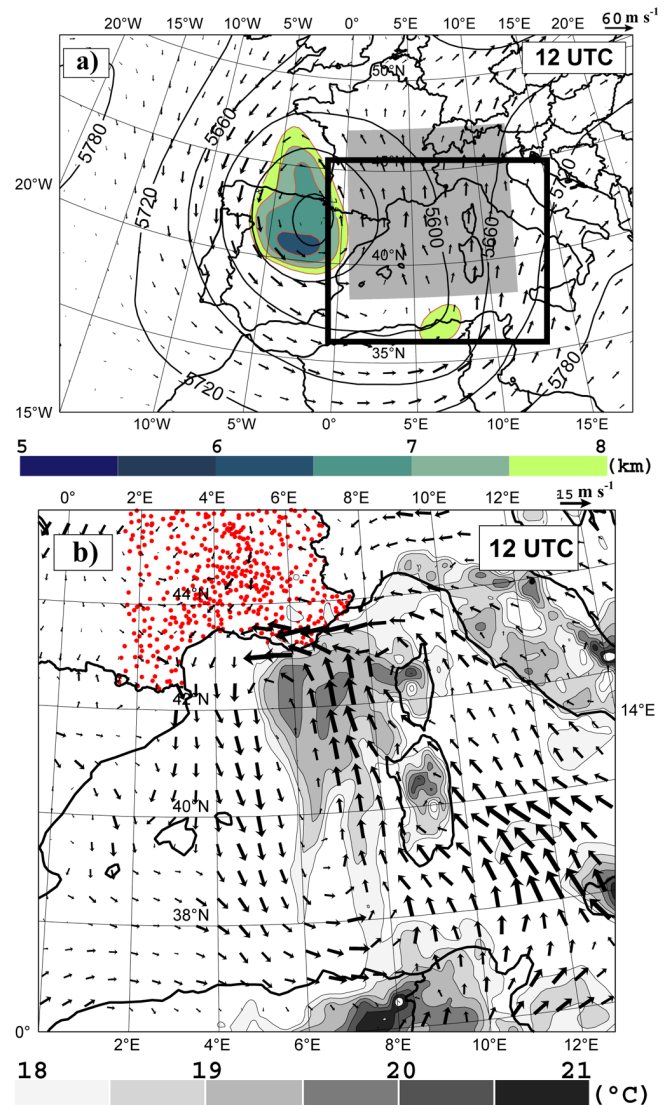 20°W 15°W 10°W 5°W 0°E 5°E 10°E 15°E 20°E 60 m s⁻¹
a) 12 UTC
50°N
5780
5660
5780
5720
5720
20°W
45°N
5600
5660
40°N
5720
35°N
5780
15°W
10°W 5°W 0°E 5°E 10°E 15°E
5 6 7 8
(km)
0°E 2°E 4°E 6°E 8°E 10°E 12°E 15 m s⁻¹
b) 12 UTC
44°N
42°N
14°E
40°N
38°N
0°
2°E 4°E 6°E 8°E 10°E 12°E
18 19 20 21
(°C)